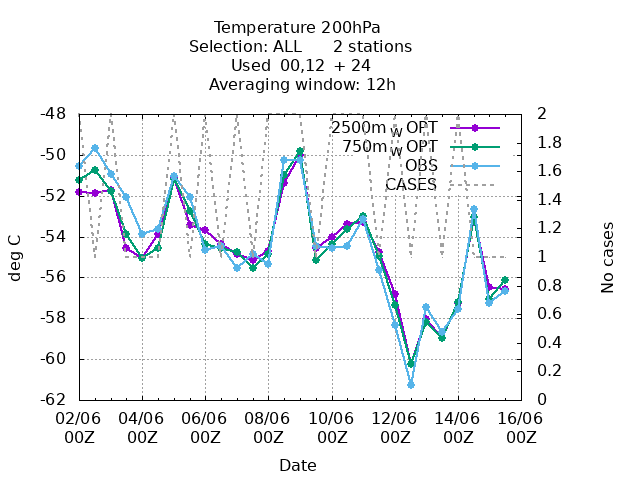 Temperature 200hPa
Selection: ALL 2 stations
Used 00,12 + 24
Averaging window: 12h
2500m W OPT
750m W OPT
OBS
CASES
-48
-50
-52
-54
-56
-58
-60
-62
deg C
2
1.8
1.6
1.4
1.2
1
0.8
0.6
0.4
0.2
0
No cases
02/06 04/06 06/06 08/06 10/06 12/06 14/06 16/06
00Z 00Z 00Z 00Z 00Z 00Z 00Z 00Z
Date